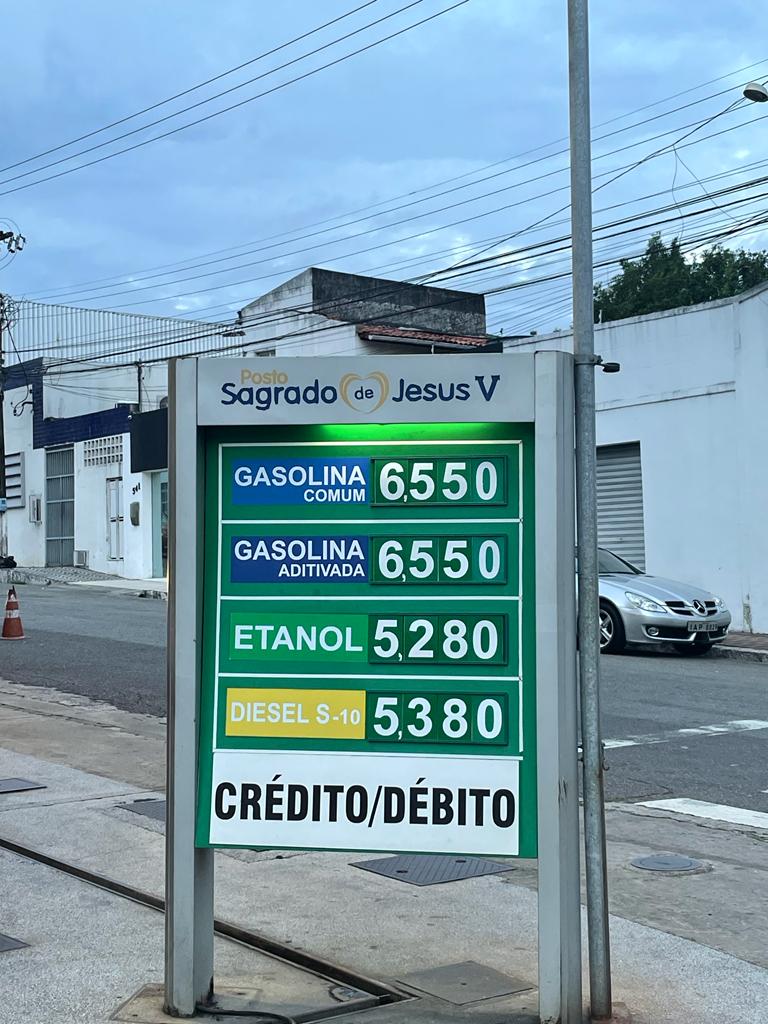 Posto
Sagrado de Jesus V
GASOLINA
COMUM
6,550
GASOLINA
ADITIVADA
6,550
ETANOL 5,280
DIESEL S-10 5,380
CRÉDITO/DÉBITO